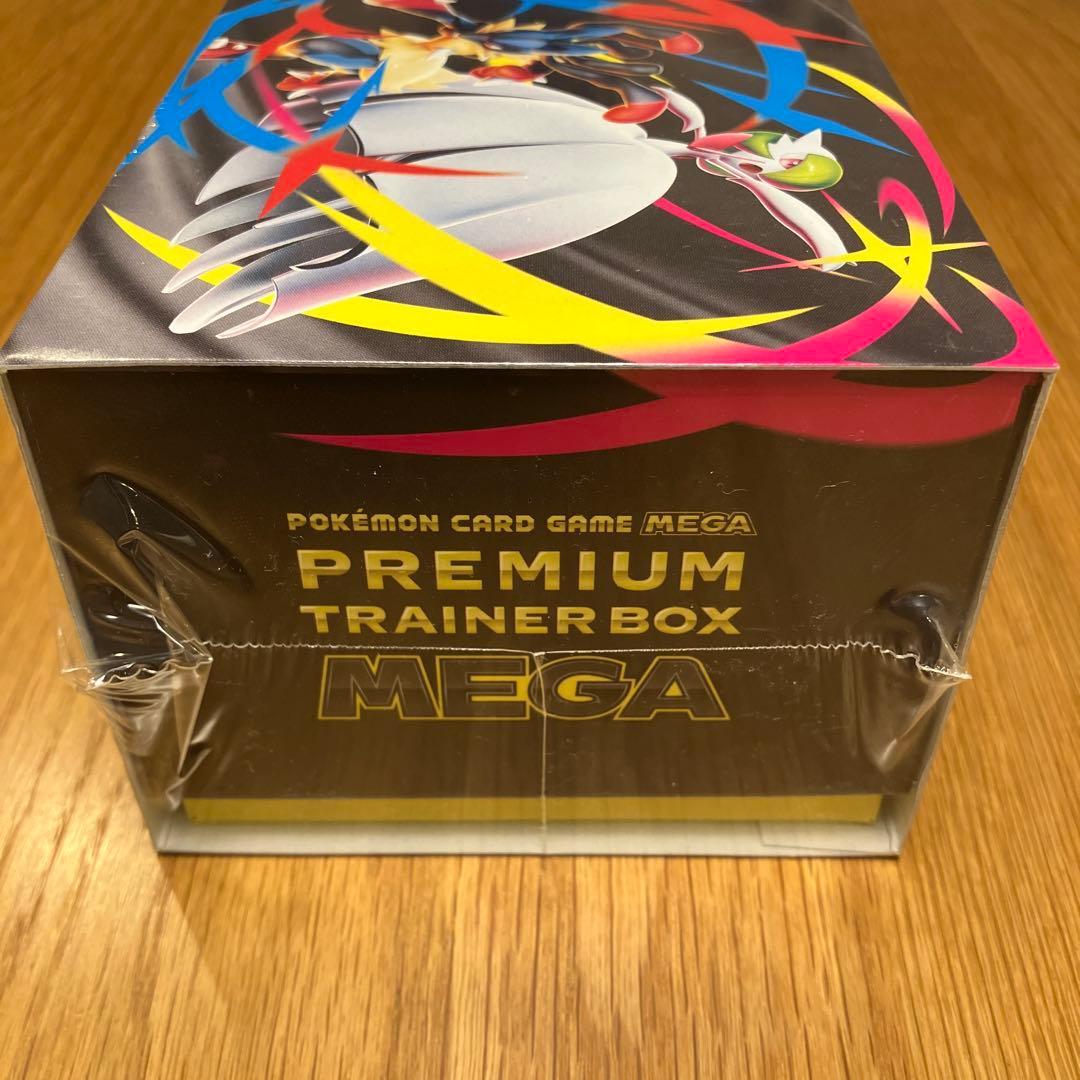 POKÉMON CARD GAME MEGA
PREMIUM
TRAINER BOX
MEGA